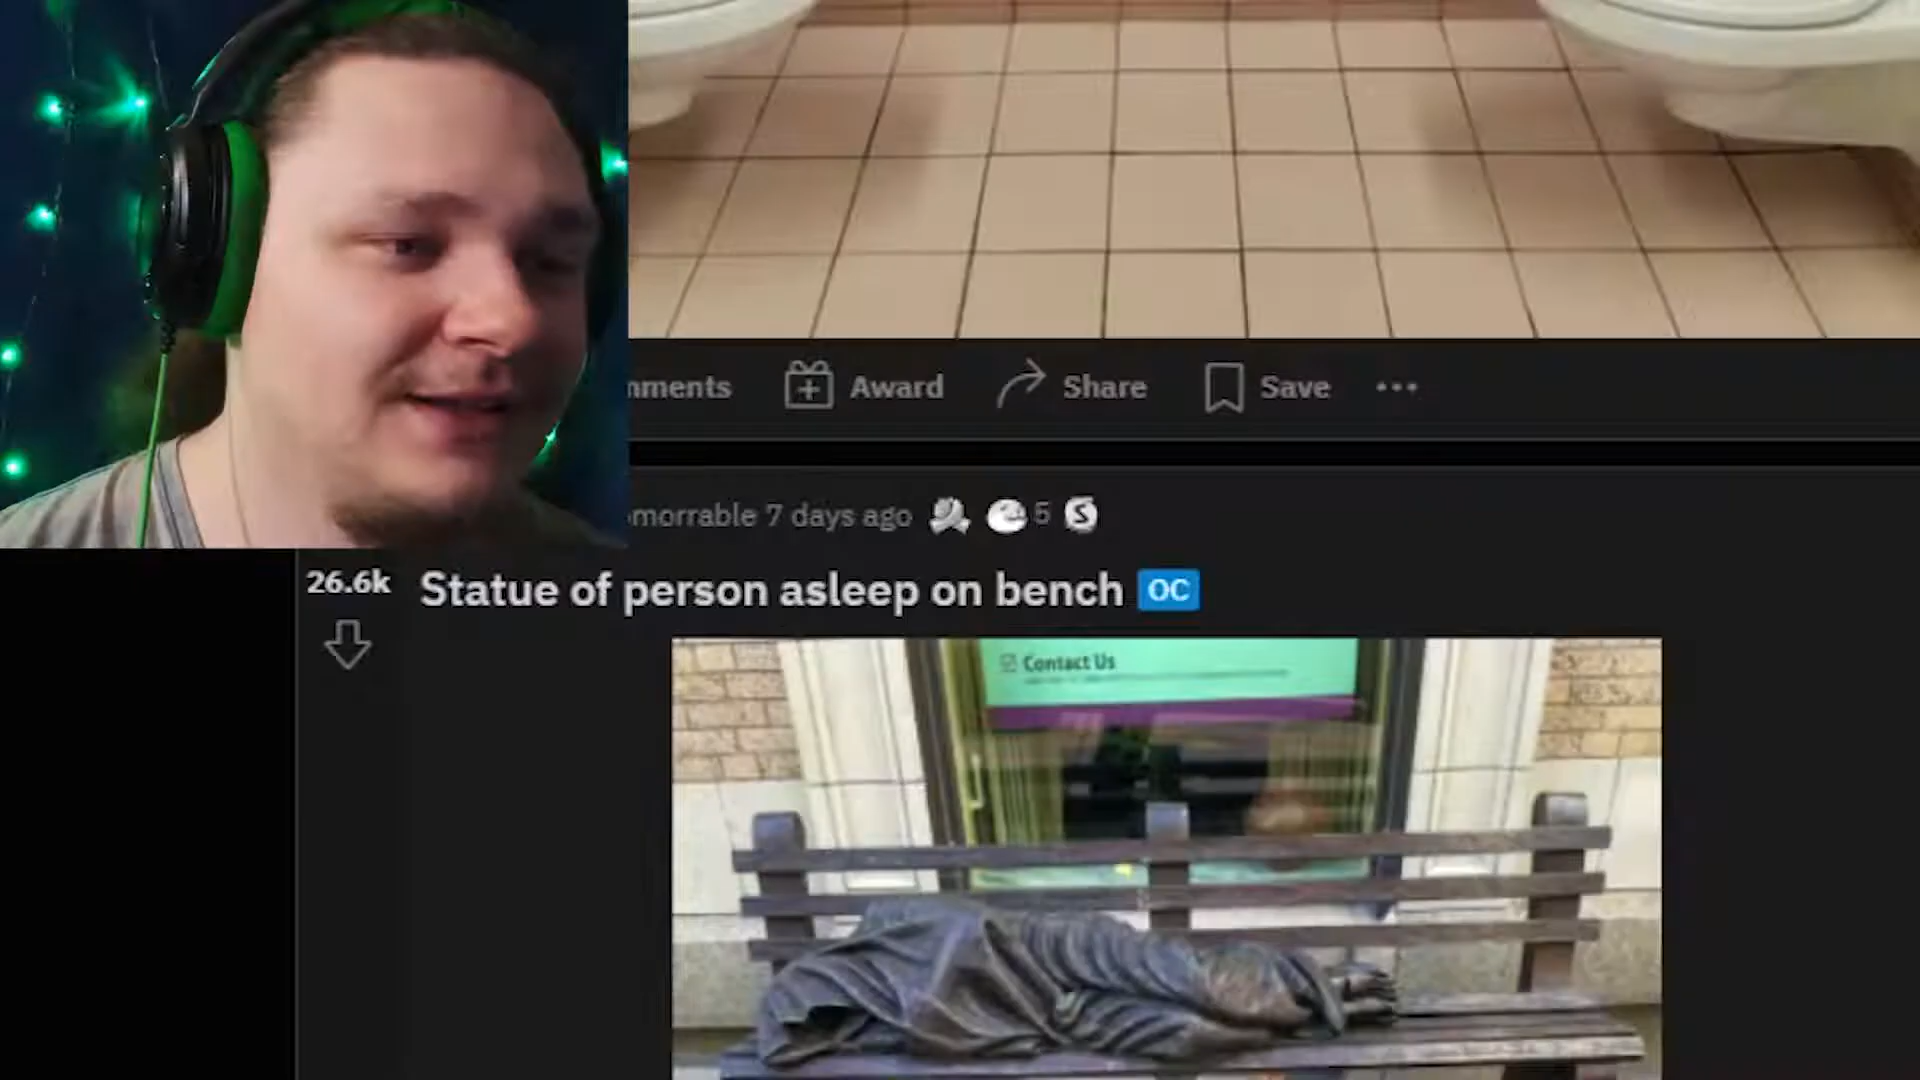 mments Award Share Save
morrable 7 days ago 5 S
26.6k Statue of person asleep on bench OC
Contact Us